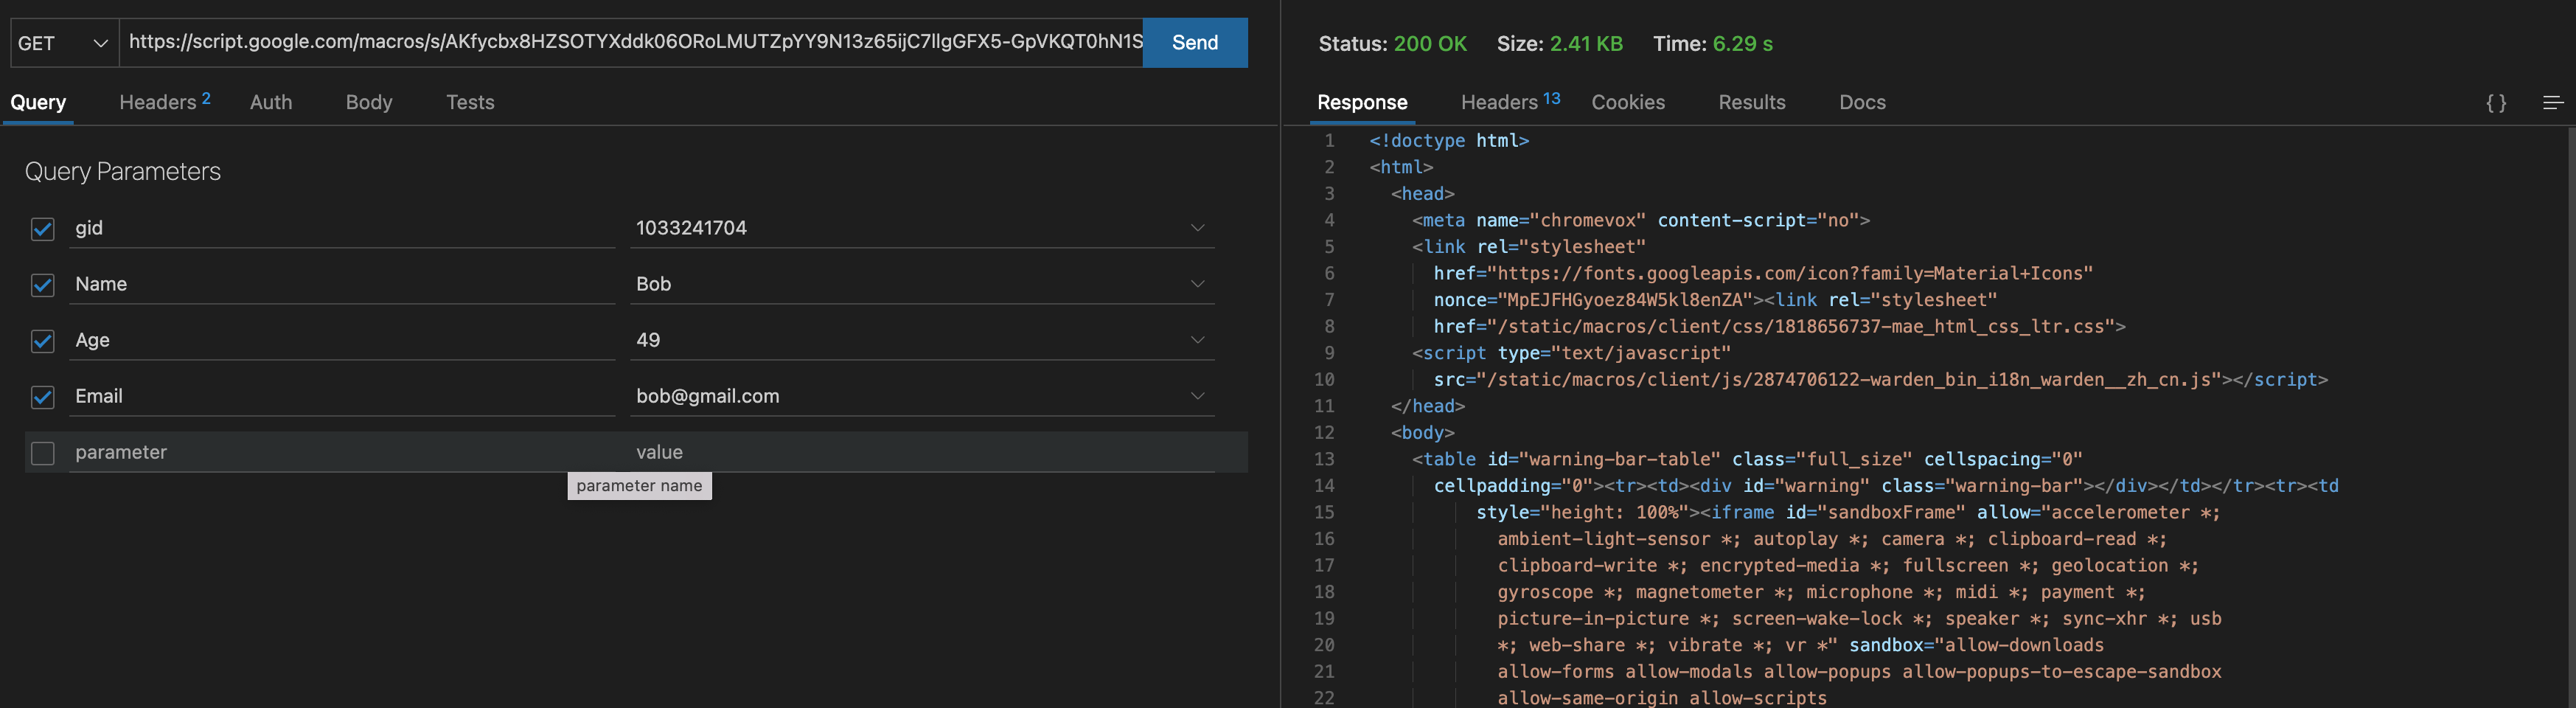 GET
https://script.google.com/macros/s/AKfycbx8HZSOTYXddk06ORoLMUTZpYY9N13z65ijC7llgGFX5-GpVKQT0hN1S
Send
Query
Headers 2
Auth
Body
Tests
Query Parameters
gid 1033241704
Name Bob
Age 49
Email bob@gmail.com
parameter value
parameter name
Status: 200 OK Size: 2.41 KB Time: 6.29 s
Response
Headers 13
Cookies
Results
Docs
{ }
1 <!doctype html>
2 <html>
3 <head>
4 <meta name="chromevox" content-script="no">
5 <link rel="stylesheet"
6 href="https://fonts.googleapis.com/icon?family=Material+Icons"
7 nonce="MpEJFHGyoez84W5kl8enZA"><link rel="stylesheet"
8 href="/static/macros/client/css/1818656737-mae_html_css_ltr.css">
9 <script type="text/javascript"
10 src="/static/macros/client/js/2874706122-warden_bin_i18n_warden__zh_cn.js"></script>
11 </head>
12 <body>
13 <table id="warning-bar-table" class="full_size" cellspacing="0"
14 cellpadding="0"><tr><td><div id="warning" class="warning-bar"></div></td></tr><tr><td
15 style="height: 100%"><iframe id="sandboxFrame" allow="accelerometer *;
16 ambient-light-sensor *; autoplay *; camera *; clipboard-read *;
17 clipboard-write *; encrypted-media *; fullscreen *; geolocation *;
18 gyroscope *; magnetometer *; microphone *; midi *; payment *;
19 picture-in-picture *; screen-wake-lock *; speaker *; sync-xhr *; usb
20 *; web-share *; vibrate *; vr *" sandbox="allow-downloads
21 allow-forms allow-modals allow-popups allow-popups-to-escape-sandbox
22 allow-same-origin allow-scripts